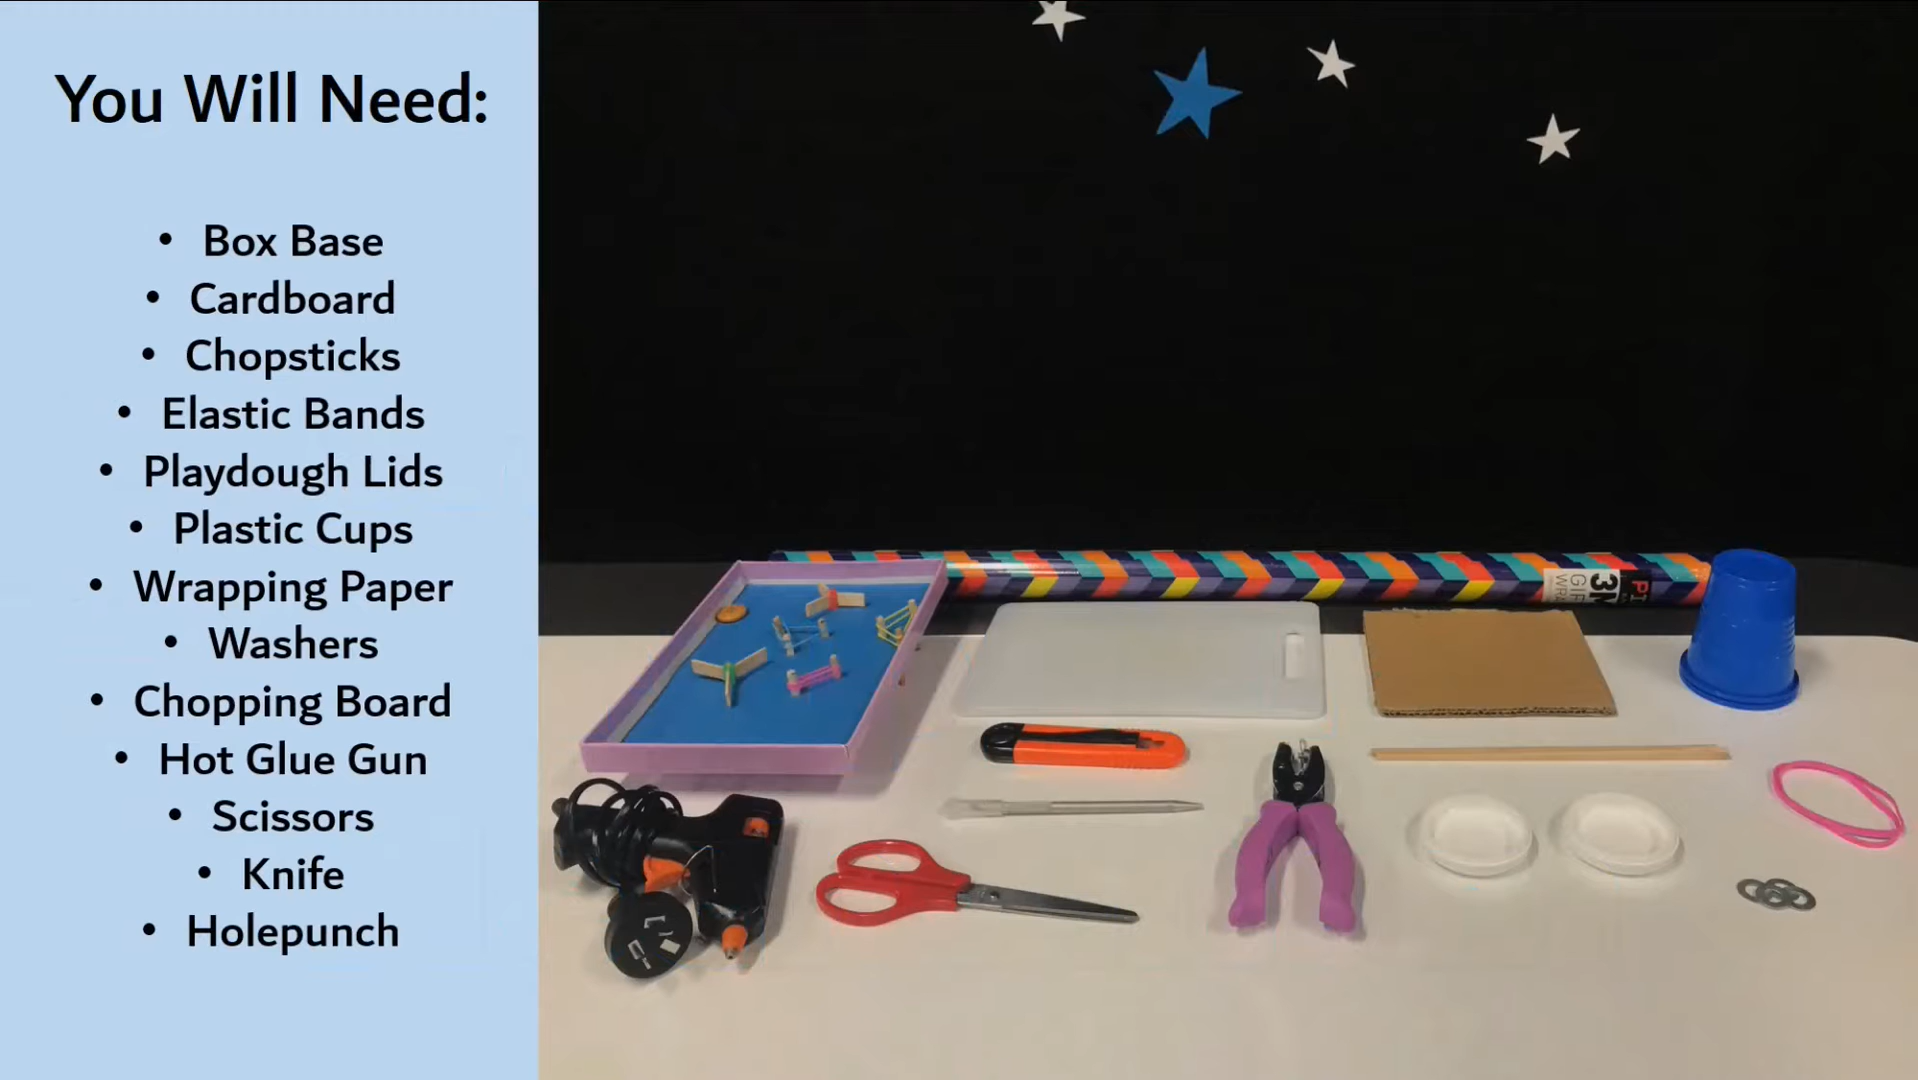 You Will Need:
• Box Base
• Cardboard
• Chopsticks
• Elastic Bands
• Playdough Lids
• Plastic Cups
• Wrapping Paper
• Washers
• Chopping Board
• Hot Glue Gun
• Scissors
• Knife
• Holepunch
3M